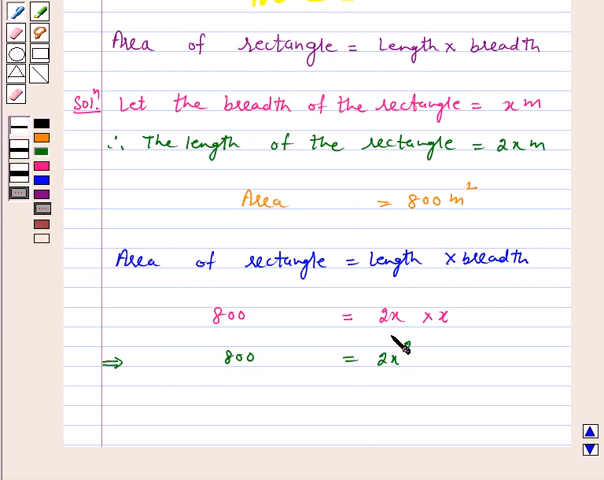 Area of rectangle = Length x breadth
Solⁿ. Let the breadth of the rectangle = x m
∴ The length of the rectangle = 2x m
Area = 800 m²
Area of rectangle = length x breadth
800 = 2x × x
⇒ 800 = 2x